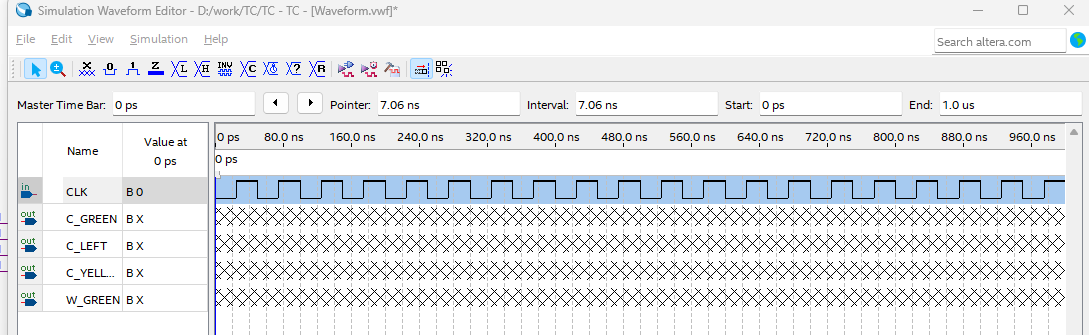 Simulation Waveform Editor - D:/work/TC/TC - TC - [Waveform.vwf]*
File Edit View Simulation Help
Search altera.com
Master Time Bar: 0 ps Pointer: 7.06 ns Interval: 7.06 ns Start: 0 ps End: 1.0 us
Name Value at 0 ps
0 ps 80.0 ns 160.0 ns 240.0 ns 320.0 ns 400.0 ns 480.0 ns 560.0 ns 640.0 ns 720.0 ns 800.0 ns 880.0 ns 960.0 ns
0 ps
in CLK B 0
out C_GREEN B X
out C_LEFT B X
out C_YELL... B X
out W_GREEN B X